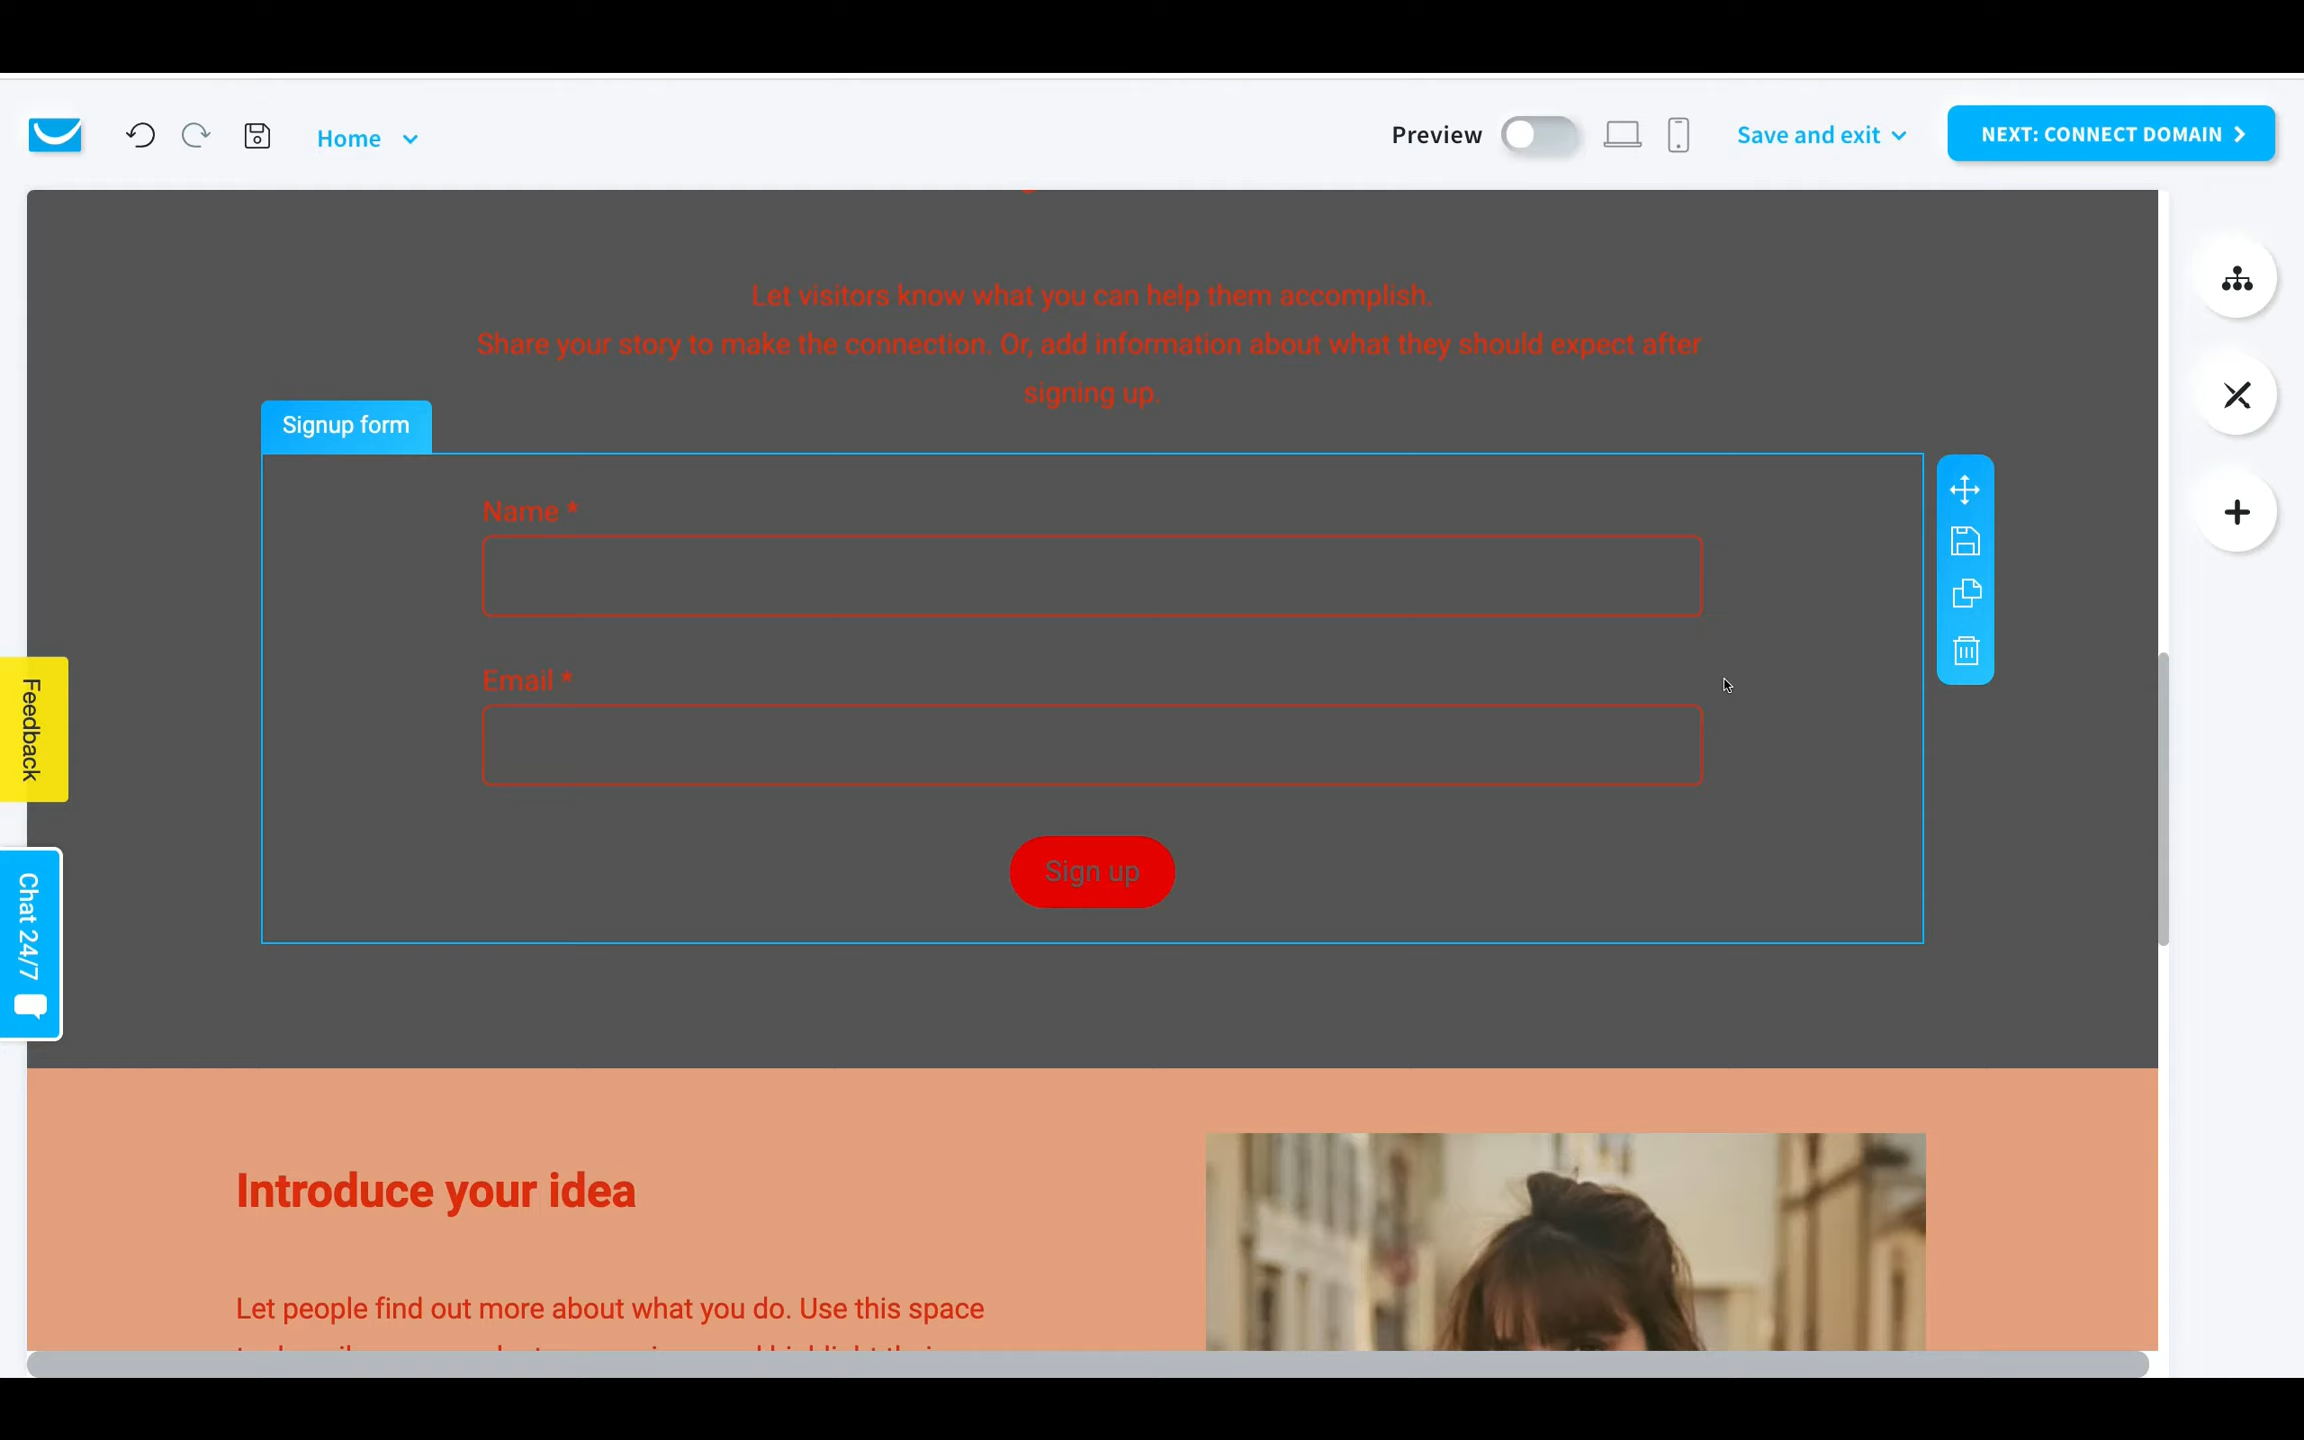 Home
Preview
Save and exit
NEXT: CONNECT DOMAIN
Let visitors know what you can help them accomplish.
Share your story to make the connection. Or, add information about what they should expect after
signing up.
Signup form
Name *
Email *
Sign up
Feedback
Chat 24/7
Introduce your idea
Let people find out more about what you do. Use this space